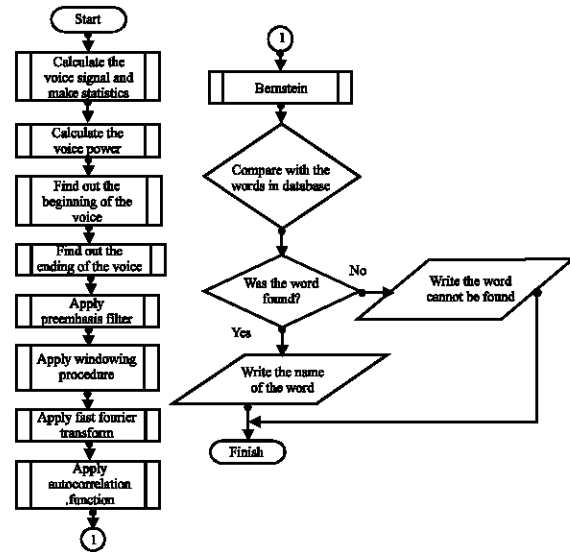 Start
Calculate the
voice signal and
make statistics
Calculate the
voice power
Find out the
beginning of the
voice
Find out the
ending of the voice
Apply
preemhasis filter
Apply windowing
procedure
Apply fast fourier
transform
Apply
autocorrelation
.function
1
1
Bernstein
Compare with the
words in database
Was the word
found?
No
Write the word
cannot be found
Yes
Write the name
of the word
Finish